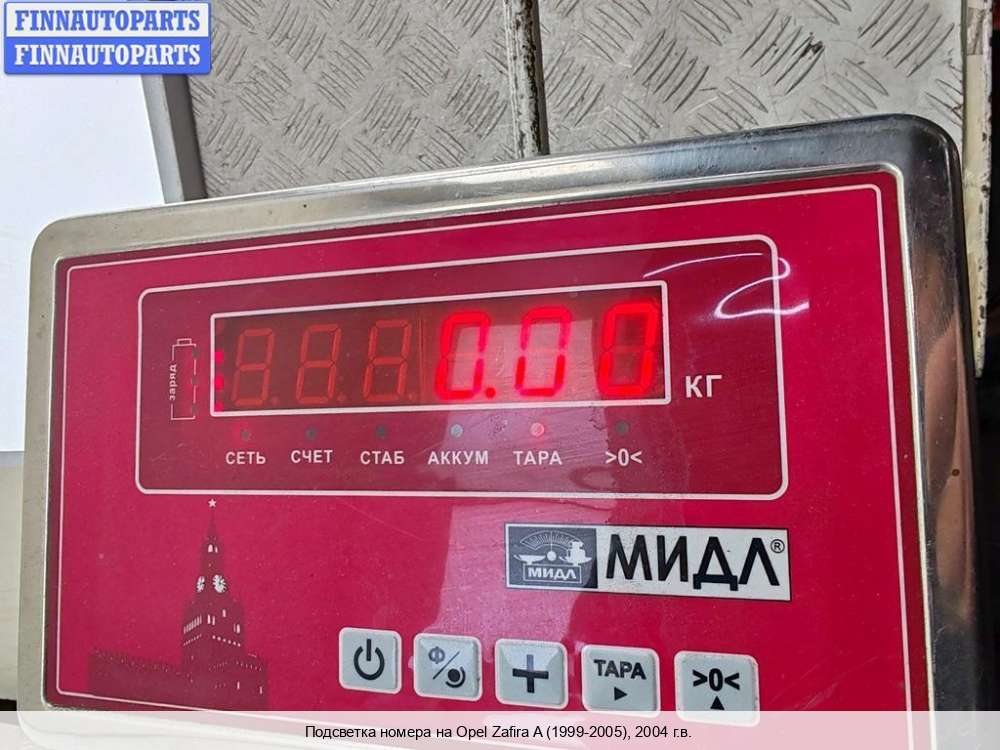 FINNAUTOPARTS
FINNAUTOPARTS
заряд
0.00
КГ
СЕТЬ СЧЕТ СТАБ АККУМ ТАРА >0<
МИДЛ
МИДЛ®
Ф
ТАРА
>0<
Подсветка номера на Opel Zafira A (1999-2005), 2004 г.в.